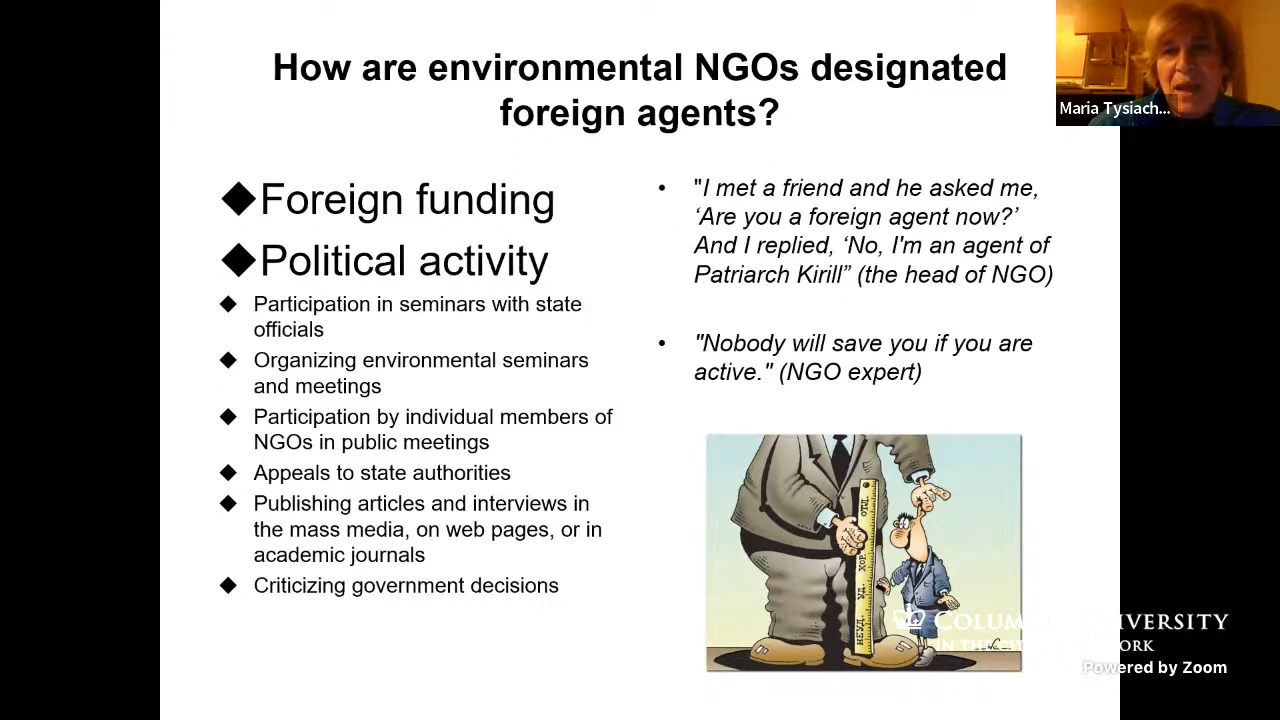 How are environmental NGOs designated
foreign agents?
Maria Tysiach...
◆Foreign funding
◆Political activity
◆ Participation in seminars with state
officials
◆ Organizing environmental seminars
and meetings
◆ Participation by individual members of
NGOs in public meetings
◆ Appeals to state authorities
◆ Publishing articles and interviews in
the mass media, on web pages, or in
academic journals
◆ Criticizing government decisions
• "I met a friend and he asked me,
‘Are you a foreign agent now?’
And I replied, ‘No, I'm an agent of
Patriarch Kirill” (the head of NGO)
• "Nobody will save you if you are
active." (NGO expert)
НЕУД. УД. ХОР. ОТЛ.
COLUMBIA UNIVERSITY
IN THE CITY OF NEW YORK
Powered by Zoom